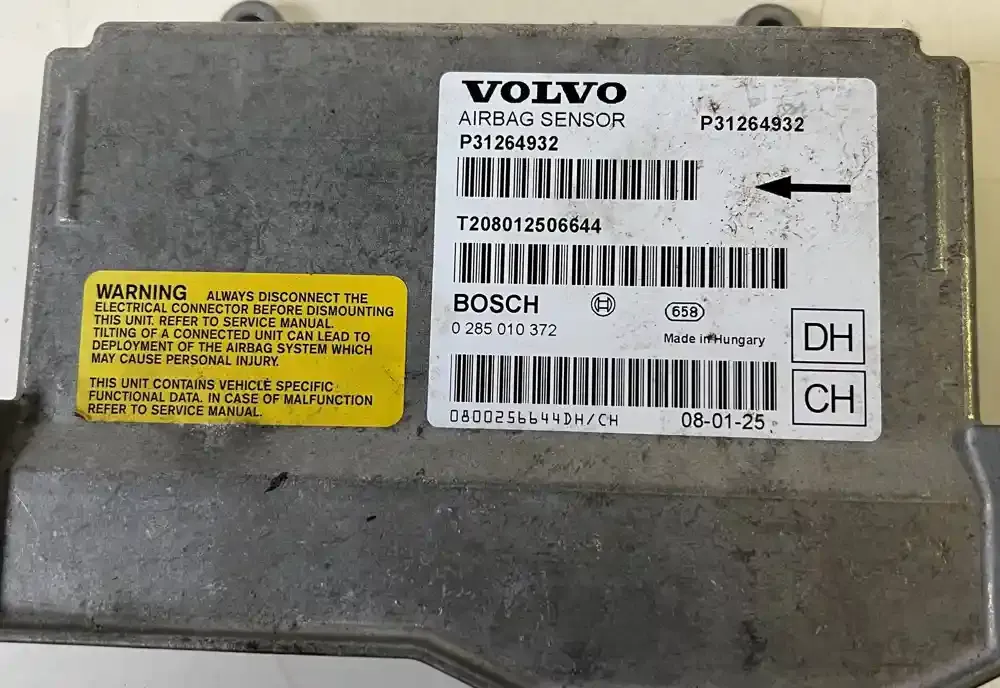 VOLVO
AIRBAG SENSOR
P31264932
P31264932
T208012506644
BOSCH
0 285 010 372
658
Made in Hungary
DH
CH
0800256644DH/CH
08-01-25
WARNING ALWAYS DISCONNECT THE
ELECTRICAL CONNECTOR BEFORE DISMOUNTING
THIS UNIT. REFER TO SERVICE MANUAL.
TILTING OF A CONNECTED UNIT CAN LEAD TO
DEPLOYMENT OF THE AIRBAG SYSTEM WHICH
MAY CAUSE PERSONAL INJURY.
THIS UNIT CONTAINS VEHICLE SPECIFIC
FUNCTIONAL DATA. IN CASE OF MALFUNCTION
REFER TO SERVICE MANUAL.